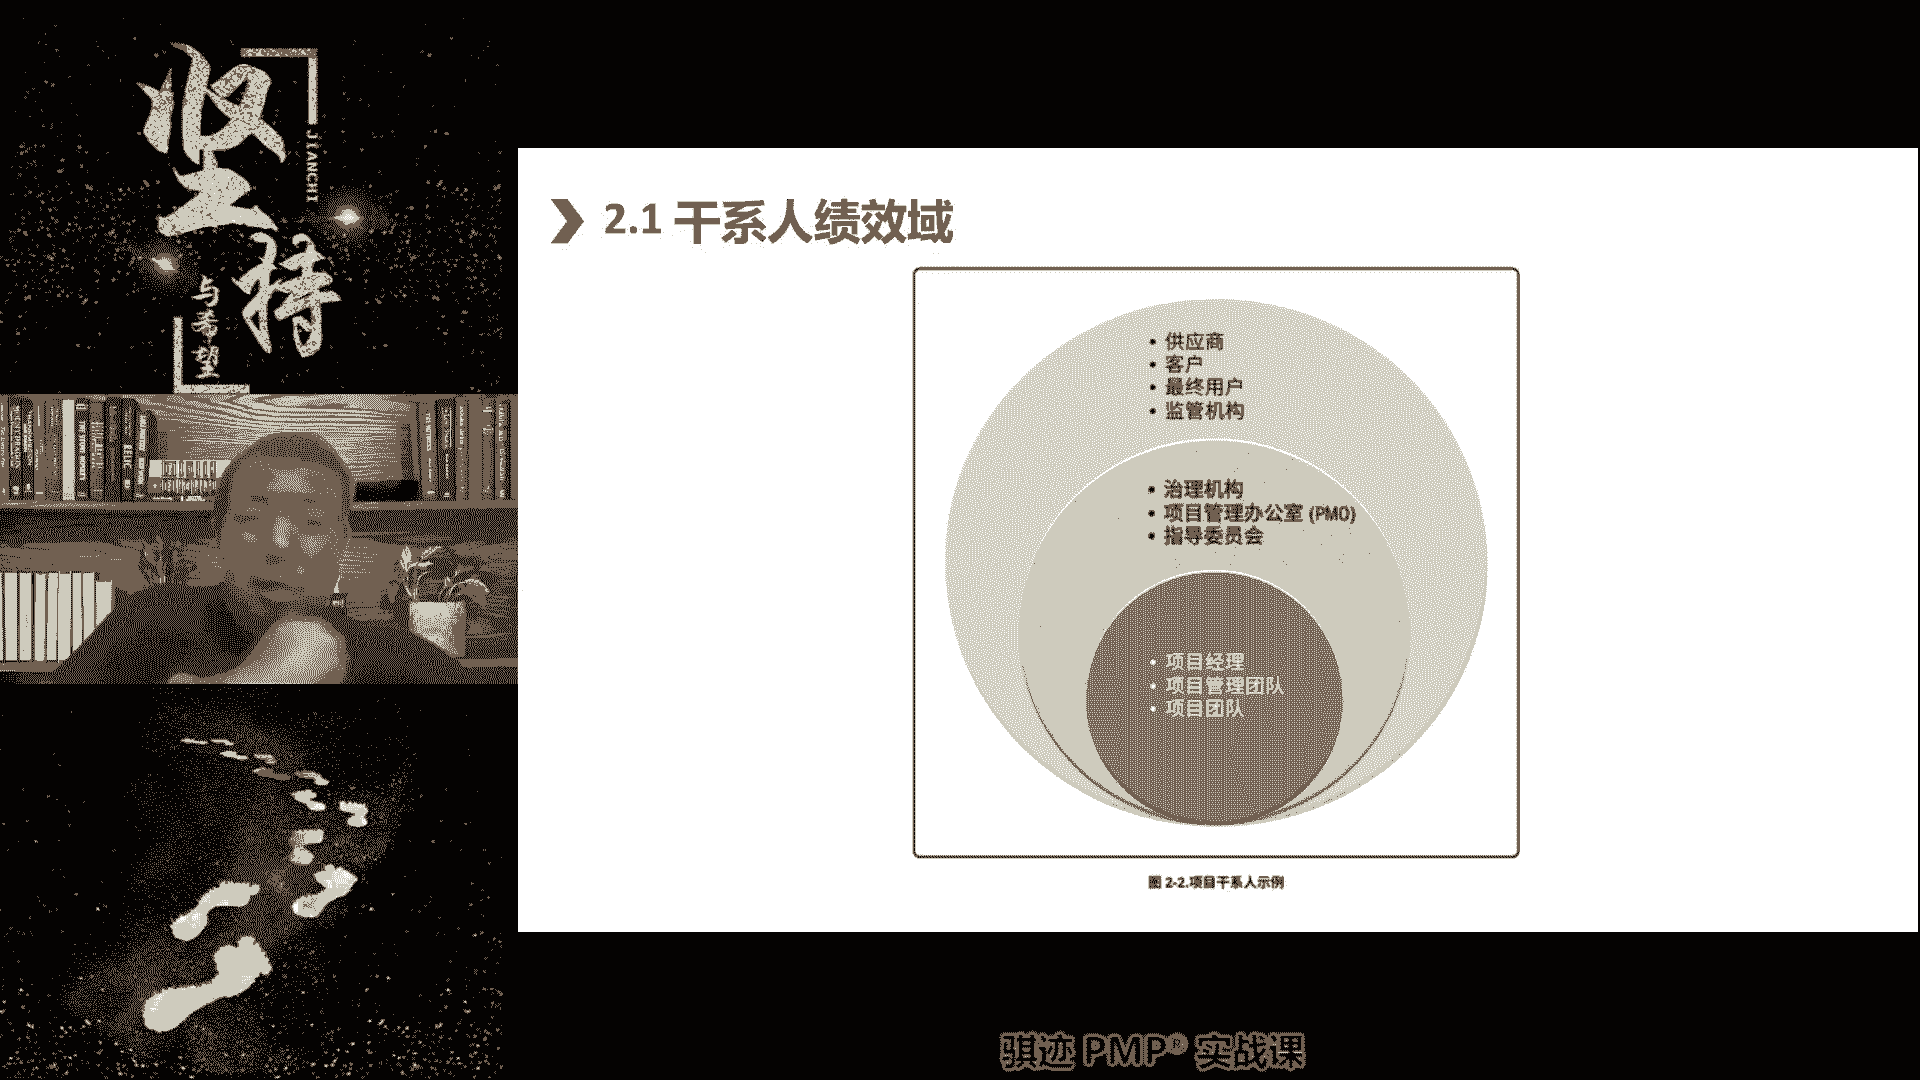 坚持
JIANCHI
与希望
2.1 干系人绩效域
• 供应商
• 客户
• 最终用户
• 监管机构
• 治理机构
• 项目管理办公室 (PMO)
• 指导委员会
• 项目经理
• 项目管理团队
• 项目团队
图 2-2.项目干系人示例
骐迹 PMP® 实战课